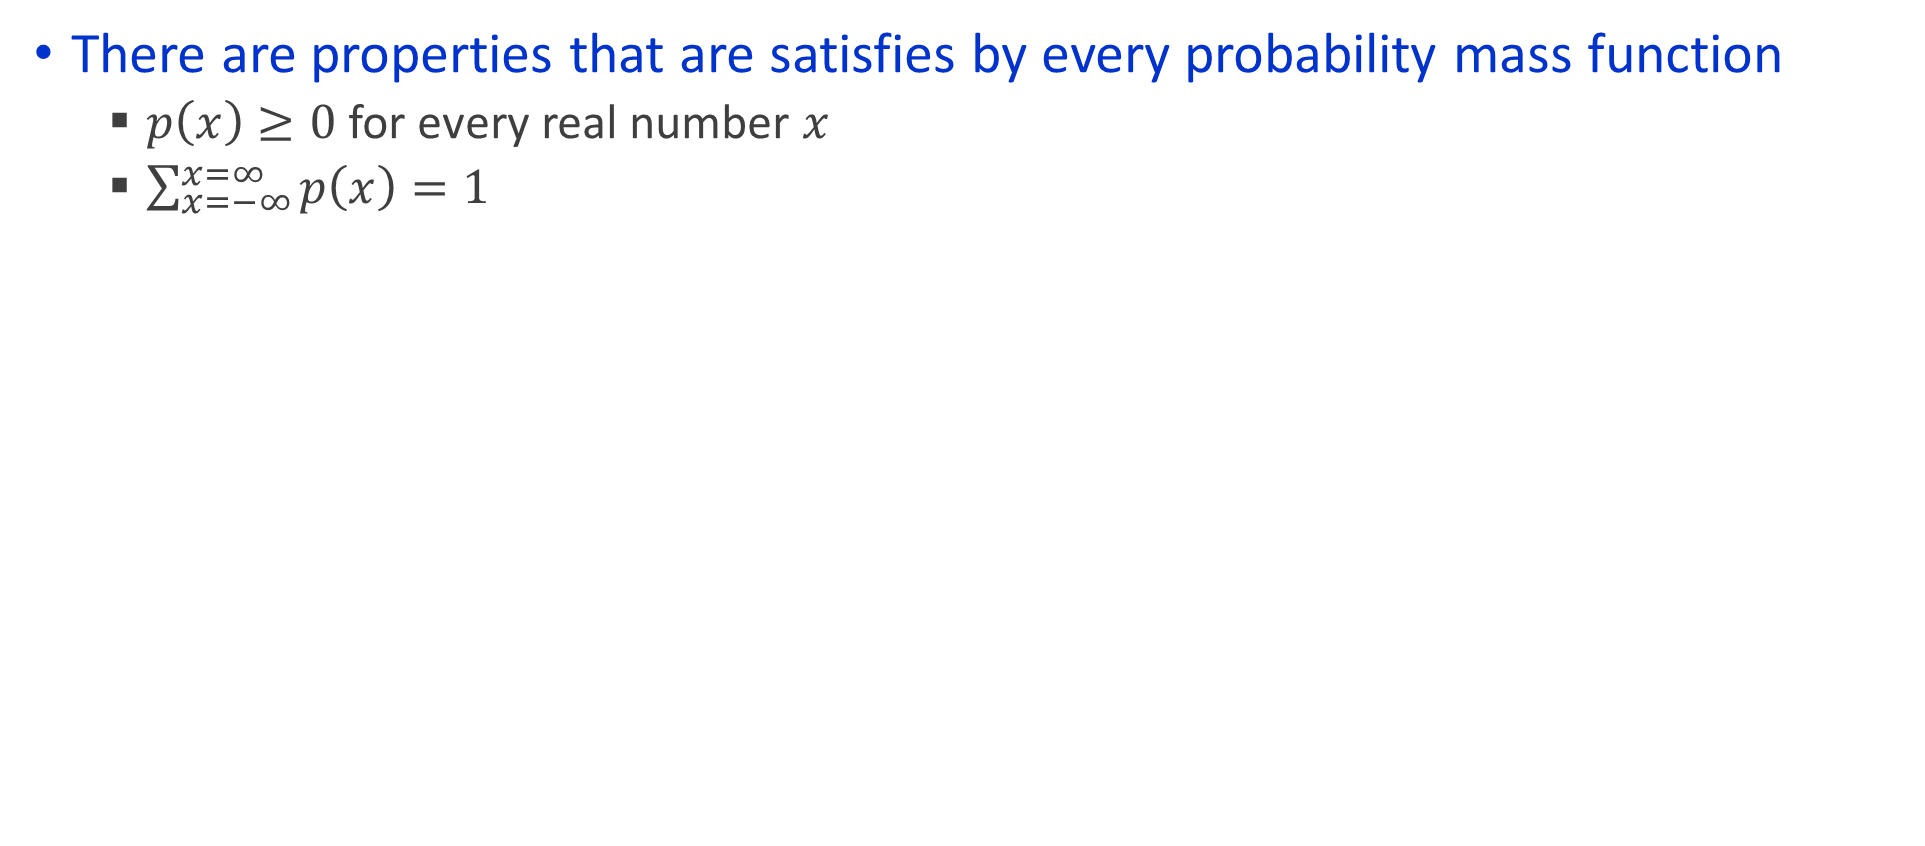 • There are properties that are satisfies by every probability mass function
▪ p(x) ≥ 0 for every real number x
▪ ∑_{x=−∞}^{x=∞} p(x) = 1